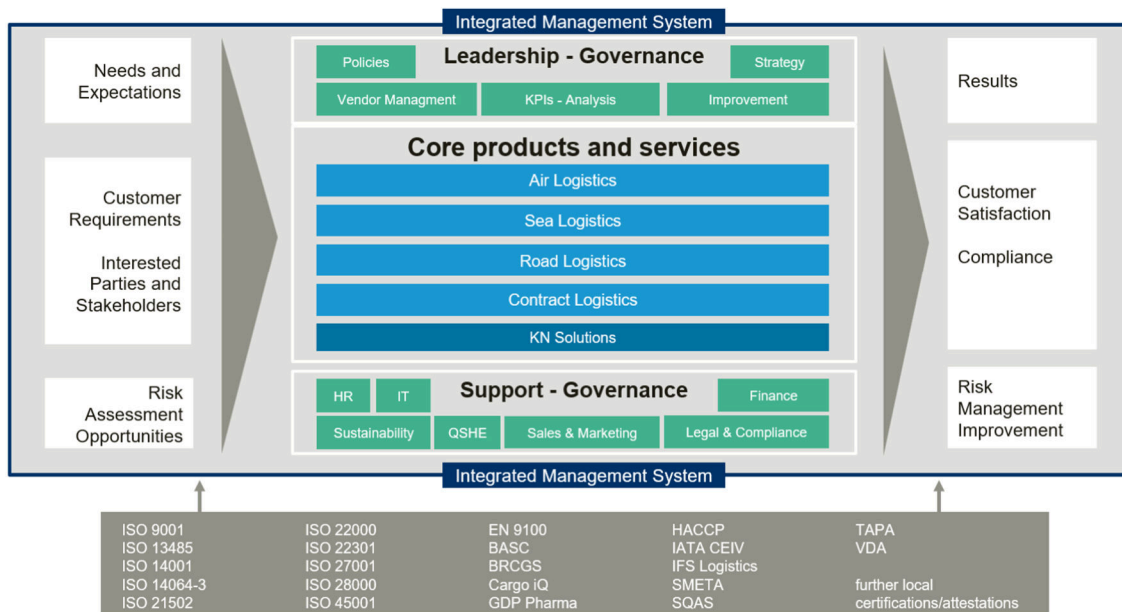 Integrated Management System
Needs and
Expectations
Customer
Requirements
Interested
Parties and
Stakeholders
Risk
Assessment
Opportunities
Leadership - Governance
Policies
Strategy
Vendor Managment
KPIs - Analysis
Improvement
Core products and services
Air Logistics
Sea Logistics
Road Logistics
Contract Logistics
KN Solutions
Support - Governance
HR
IT
Finance
Sustainability
QSHE
Sales & Marketing
Legal & Compliance
Results
Customer
Satisfaction
Compliance
Risk
Management
Improvement
Integrated Management System
ISO 9001
ISO 13485
ISO 14001
ISO 14064-3
ISO 21502
ISO 22000
ISO 22301
ISO 27001
ISO 28000
ISO 45001
EN 9100
BASC
BRCGS
Cargo iQ
GDP Pharma
HACCP
IATA CEIV
IFS Logistics
SMETA
SQAS
TAPA
VDA
further local
certifications/attestations